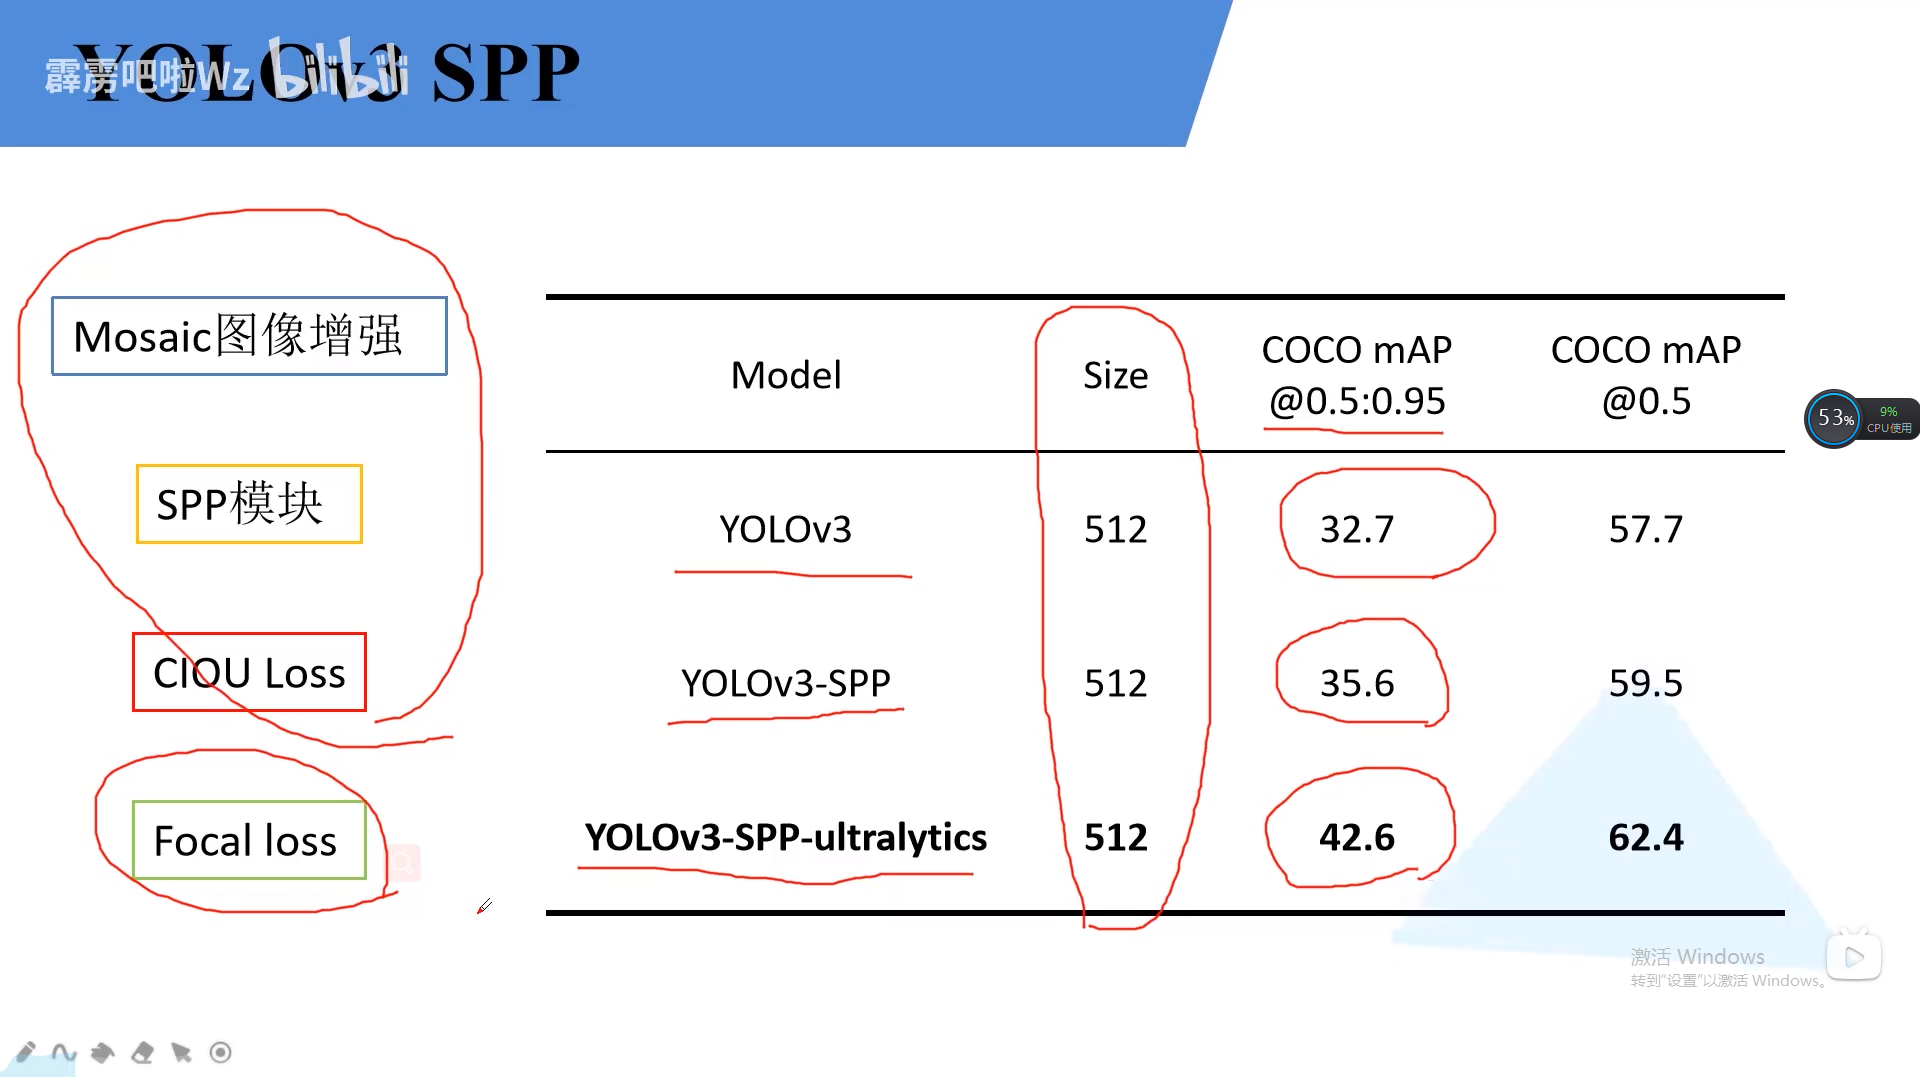 YOLOv3 SPP
霹雳吧啦Wz bilibili
Mosaic图像增强
SPP模块
CIOU Loss
Focal loss
Model Size COCO mAP @0.5:0.95 COCO mAP @0.5
YOLOv3 512 32.7 57.7
YOLOv3-SPP 512 35.6 59.5
YOLOv3-SPP-ultralytics 512 42.6 62.4
53%
9%
CPU使用
激活 Windows
转到“设置”以激活 Windows。